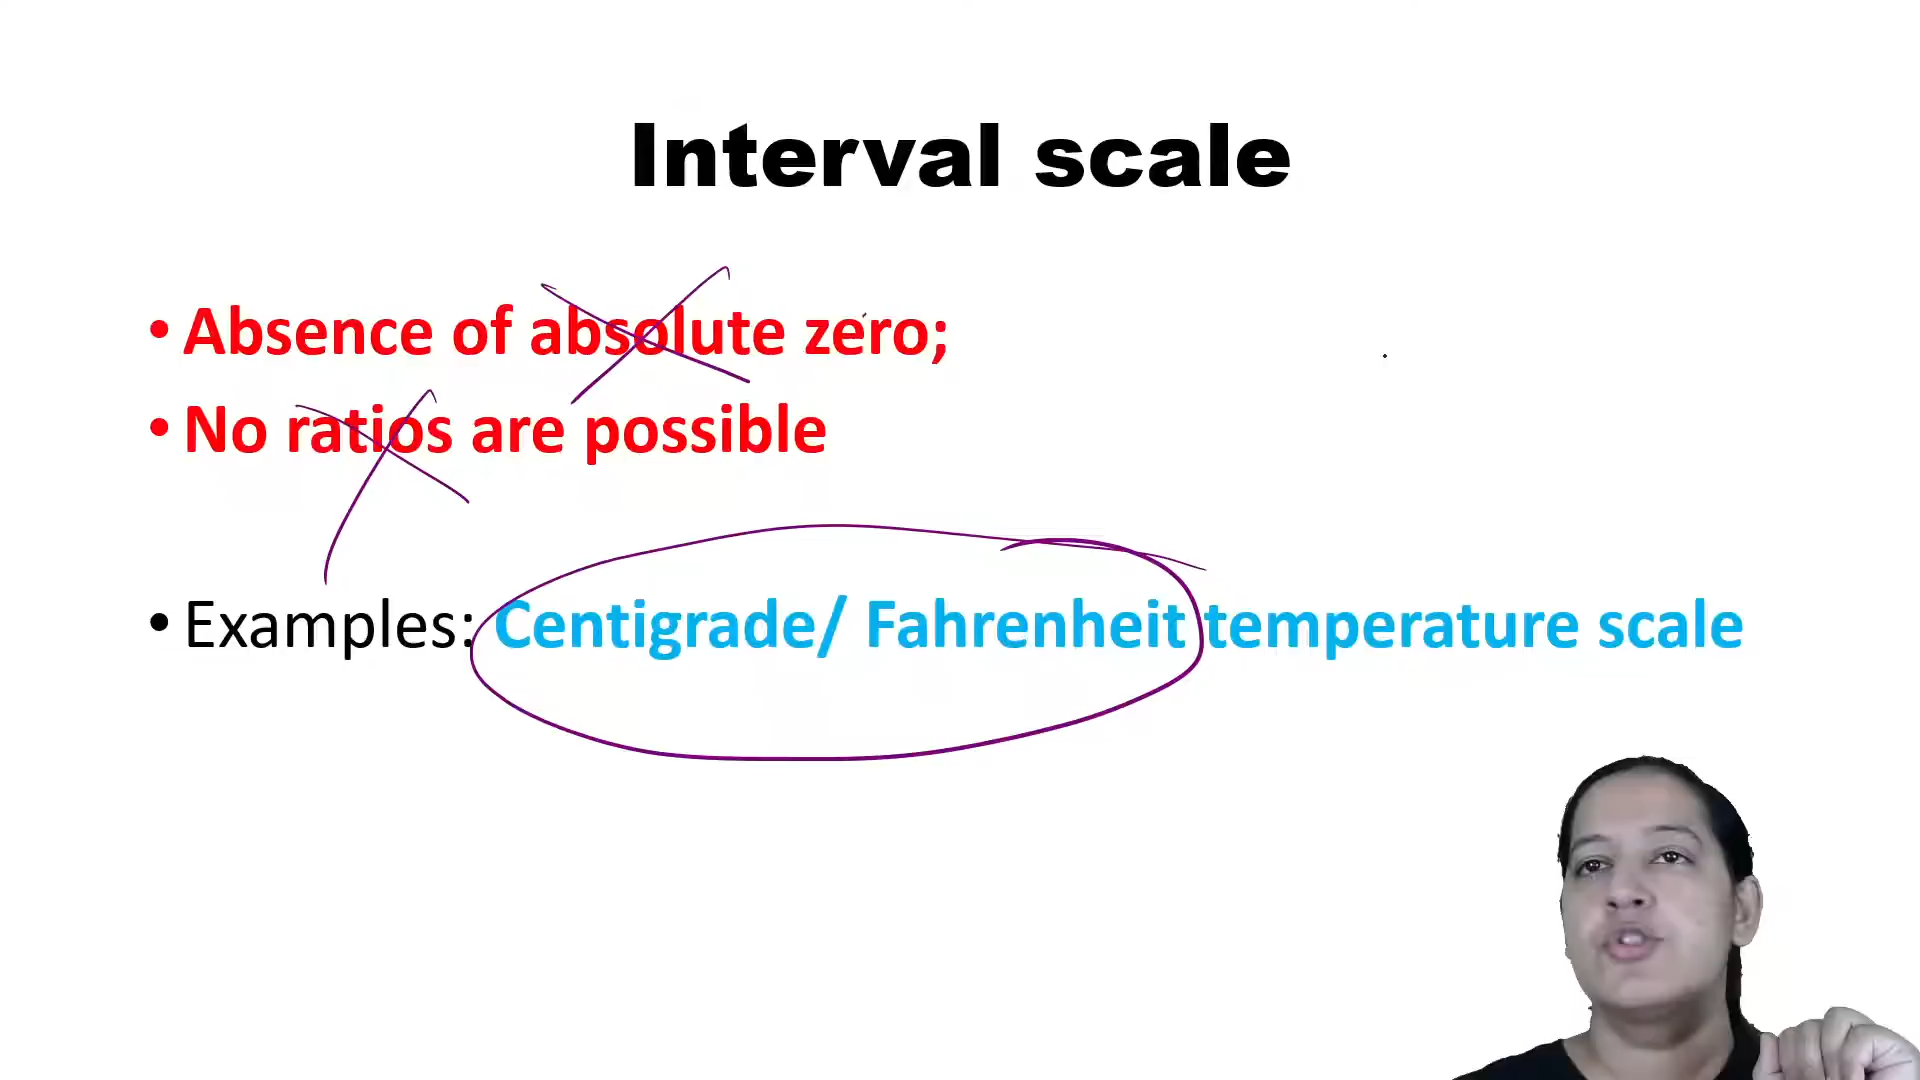 Interval scale
• Absence of absolute zero;
• No ratios are possible
• Examples: Centigrade/ Fahrenheit temperature scale